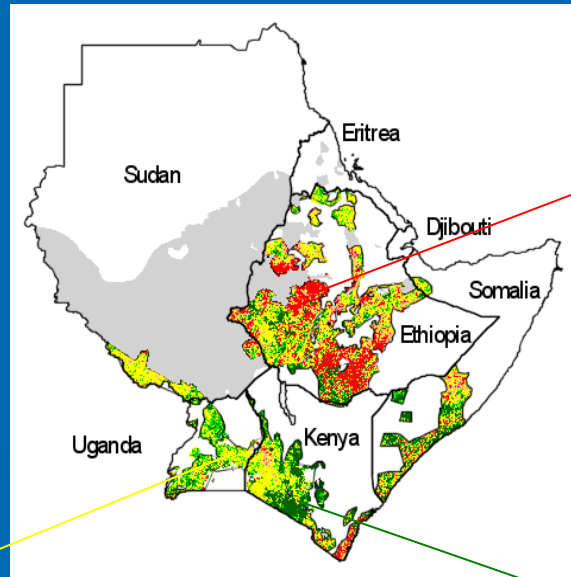 Eritrea
Sudan
Djibouti
Somalia
Ethiopia
Uganda
Kenya